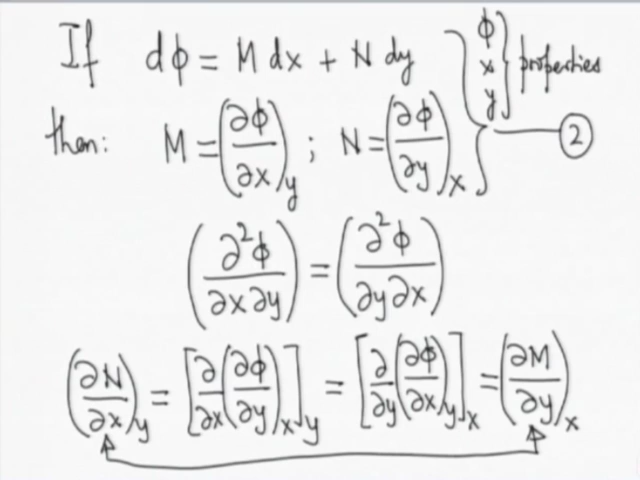 If dϕ = M dx + N dy } ϕ x y } properties
then: M = (∂ϕ/∂x)_y ; N = (∂ϕ/∂y)_x } — ②
(∂²ϕ/∂x∂y) = (∂²ϕ/∂y∂x)
(∂N/∂x)_y = [∂/∂x(∂ϕ/∂y)_x]_y = [∂/∂y(∂ϕ/∂x)_y]_x = (∂M/∂y)_x